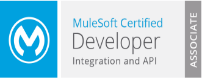 MuleSoft Certified
Developer
Integration and API
ASSOCIATE